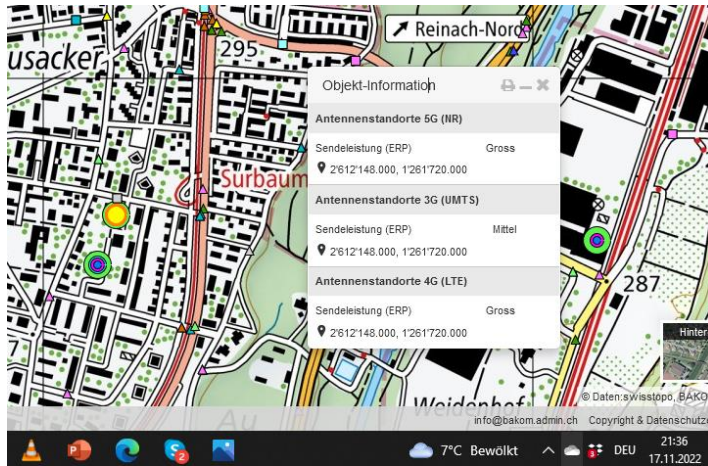 usacker
295
Reinach-Nord
Surbaum
Objekt-Information
Antennenstandorte 5G (NR)
Sendeleistung (ERP) Gross
2'612'148.000, 1'261'720.000
Antennenstandorte 3G (UMTS)
Sendeleistung (ERP) Mittel
2'612'148.000, 1'261'720.000
Antennenstandorte 4G (LTE)
Sendeleistung (ERP) Gross
2'612'148.000, 1'261'720.000
287
Hinter
Au
Weidenhof
© Daten:swisstopo, BAKO
info@bakom.admin.ch Copyright & Datenschutze
7°C Bewölkt DEU 21:36
17.11.2022